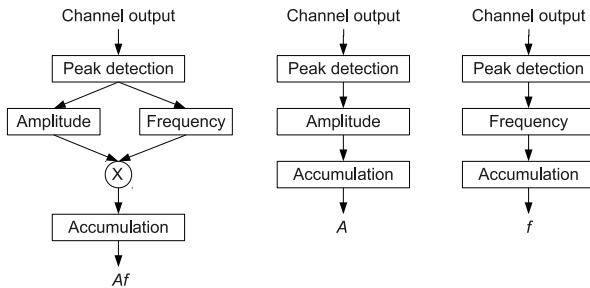 Channel output
Peak detection
Amplitude
Frequency
X
Accumulation
Af
Channel output
Peak detection
Amplitude
Accumulation
A
Channel output
Peak detection
Frequency
Accumulation
f